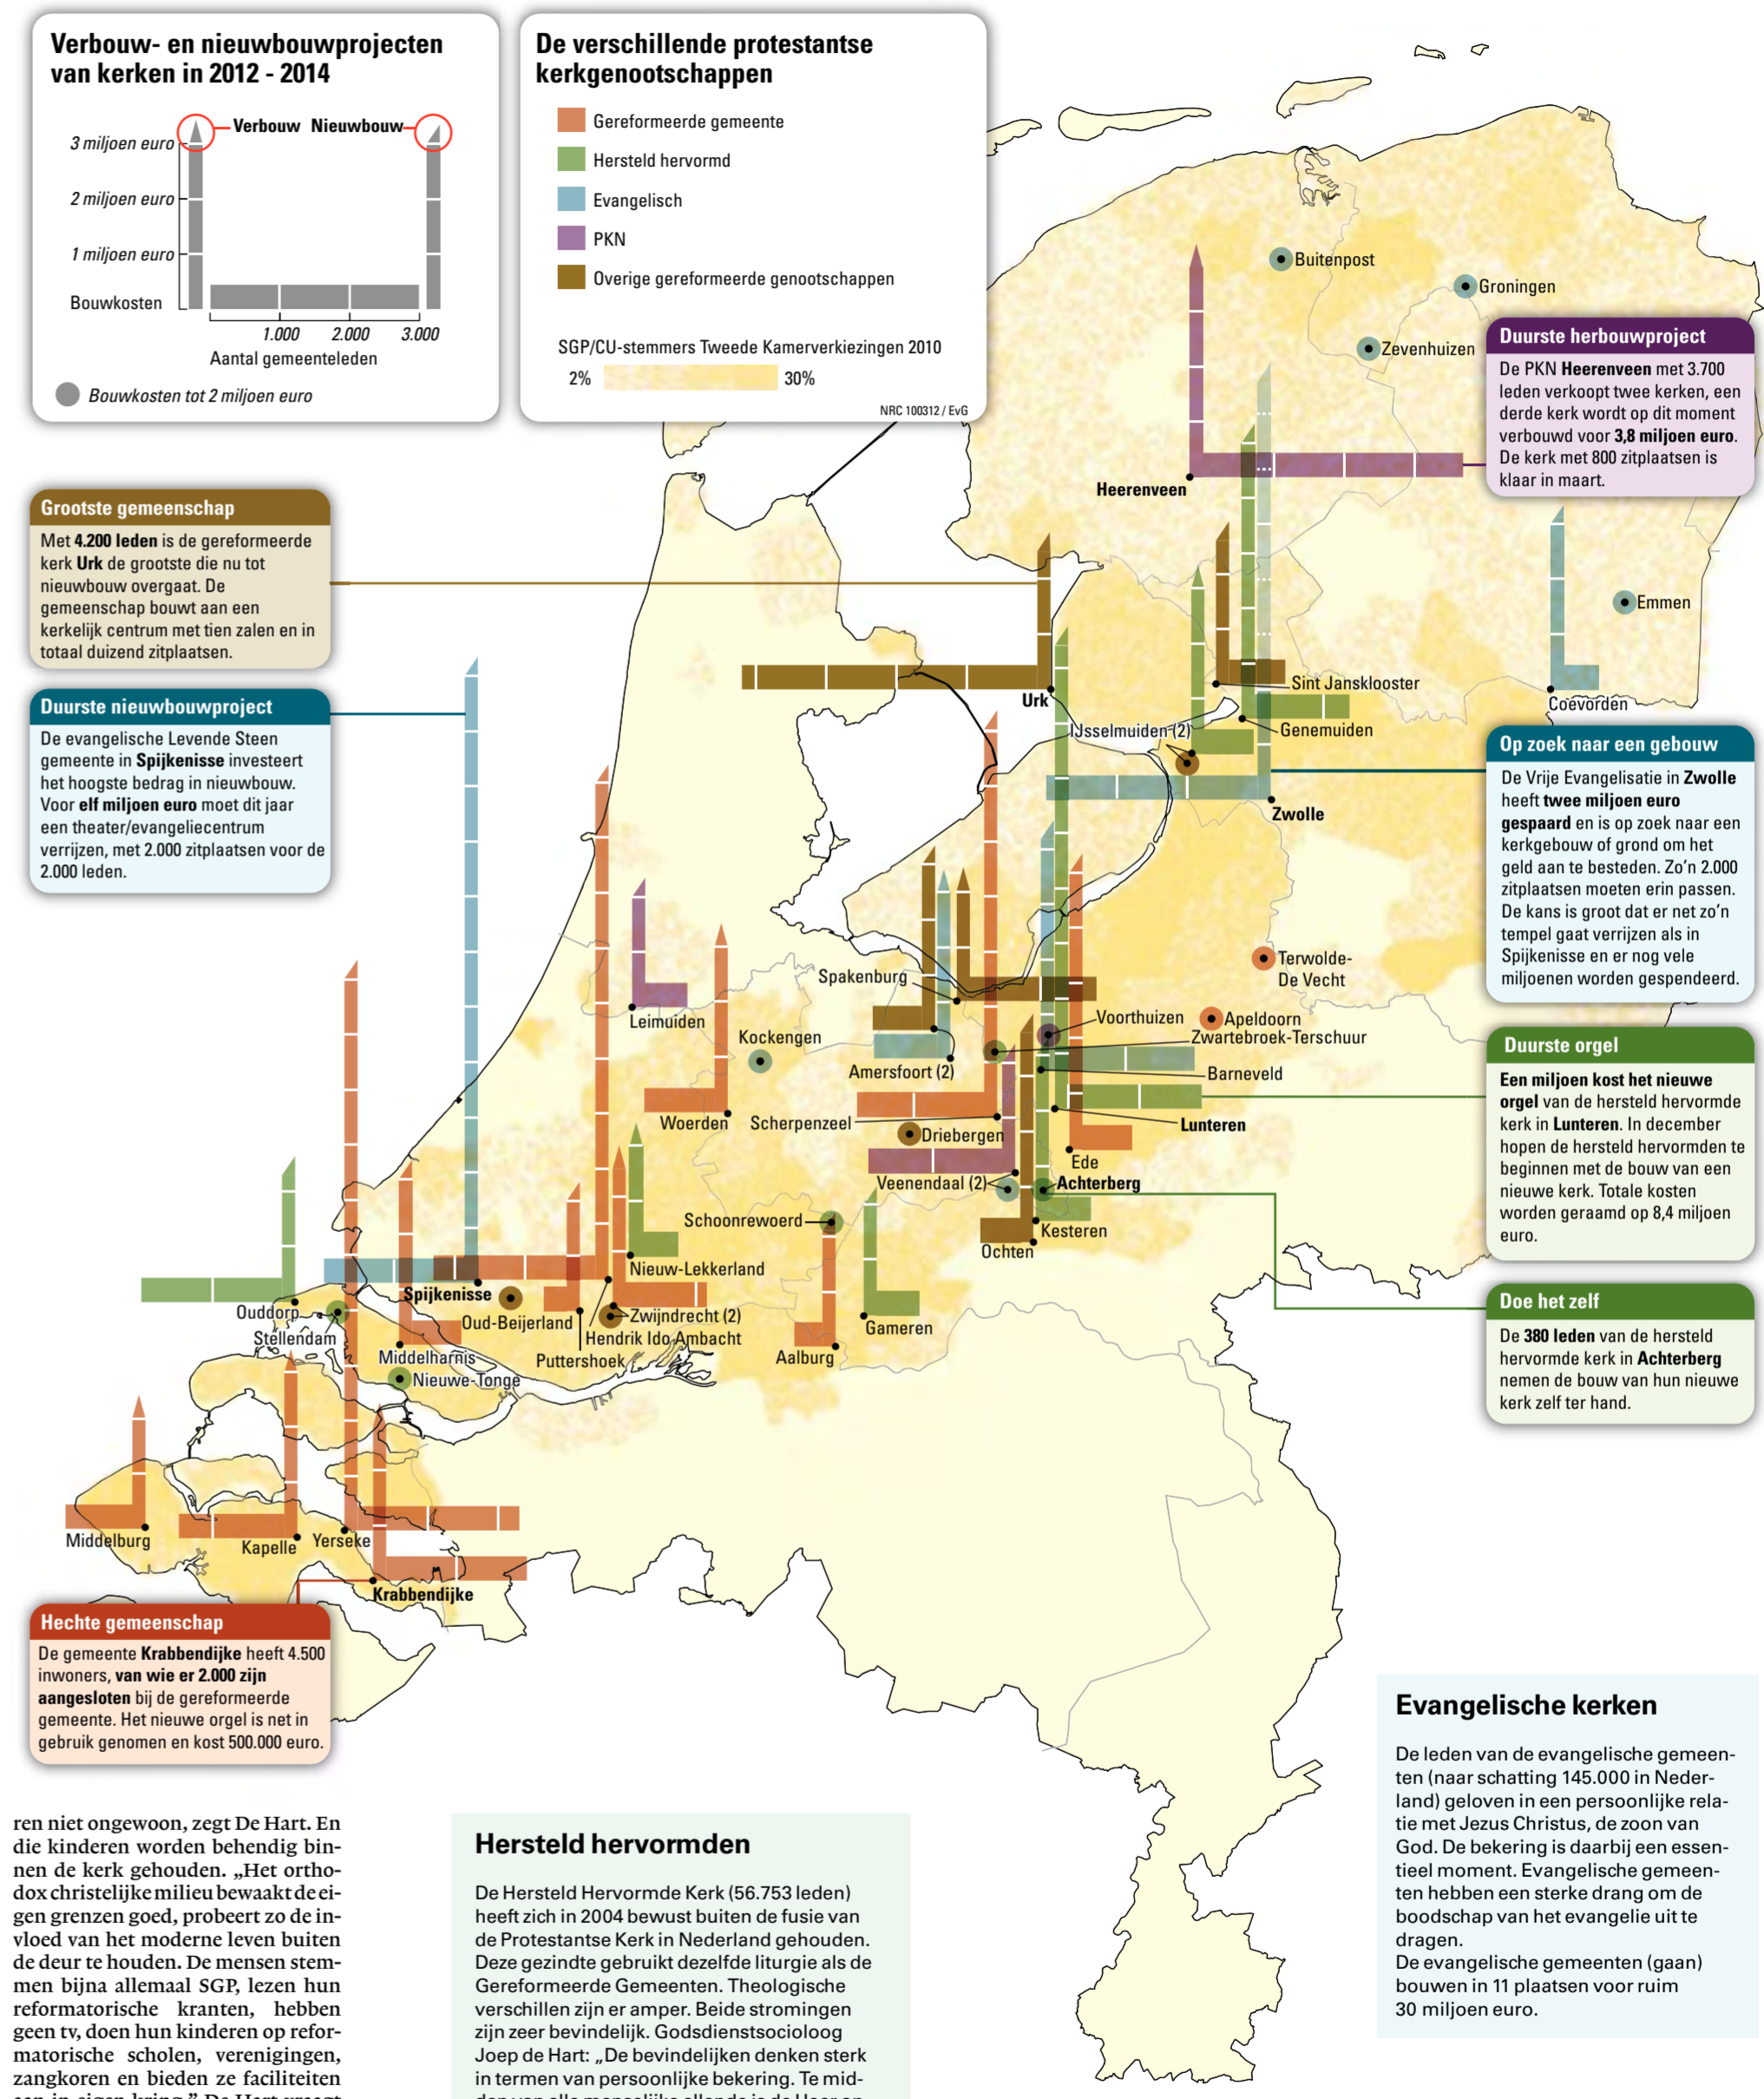 Verbouw- en nieuwbouwprojecten
van kerken in 2012 - 2014
Verbouw Nieuwbouw
3 miljoen euro
2 miljoen euro
1 miljoen euro
Bouwkosten
1.000 2.000 3.000
Aantal gemeenteleden
Bouwkosten tot 2 miljoen euro
De verschillende protestantse
kerkgenootschappen
Gereformeerde gemeente
Hersteld hervormd
Evangelisch
PKN
Overige gereformeerde genootschappen
SGP/CU-stemmers Tweede Kamerverkiezingen 2010
2% 30%
NRC 100312 / EvG
Buitenpost
Groningen
Zevenhuizen
Duurste herbouwproject
De PKN Heerenveen met 3.700
leden verkoopt twee kerken, een
derde kerk wordt op dit moment
verbouwd voor 3,8 miljoen euro.
De kerk met 800 zitplaatsen is
klaar in maart.
Heerenveen
Grootste gemeenschap
Met 4.200 leden is de gereformeerde
kerk Urk de grootste die nu tot
nieuwbouw overgaat. De
gemeenschap bouwt aan een
kerkelijk centrum met tien zalen en in
totaal duizend zitplaatsen.
Emmen
Duurste nieuwbouwproject
De evangelische Levende Steen
gemeente in Spijkenisse investeert
het hoogste bedrag in nieuwbouw.
Voor elf miljoen euro moet dit jaar
een theater/evangeliecentrum
verrijzen, met 2.000 zitplaatsen voor de
2.000 leden.
Urk
Sint Jansklooster
Coevorden
IJsselmuiden (2)
Genemuiden
Zwolle
Op zoek naar een gebouw
De Vrije Evangelisatie in Zwolle
heeft twee miljoen euro
gespaard en is op zoek naar een
kerkgebouw of grond om het
geld aan te besteden. Zo'n 2.000
zitplaatsen moeten erin passen.
De kans is groot dat er net zo'n
tempel gaat verrijzen als in
Spijkenisse en er nog vele
miljoenen worden gespendeerd.
Terwolde-
De Vecht
Spakenburg
Leimuiden
Voorthuizen
Apeldoorn
Kockengen
Zwartebroek-Terschuur
Amersfoort (2)
Barneveld
Woerden
Scherpenzeel
Lunteren
Driebergen
Ede
Veenendaal (2)
Achterberg
Duurste orgel
Een miljoen kost het nieuwe
orgel van de hersteld hervormde
kerk in Lunteren. In december
hopen de hersteld hervormden te
beginnen met de bouw van een
nieuwe kerk. Totale kosten
worden geraamd op 8,4 miljoen
euro.
Schoonrewoerd
Kesteren
Ochten
Nieuw-Lekkerland
Spijkenisse
Ouddorp
Oud-Beijerland
Zwijndrecht (2)
Stellendam
Hendrik Ido Ambacht
Gameren
Middelharnis
Puttershoek
Aalburg
Nieuwe-Tonge
Doe het zelf
De 380 leden van de hersteld
hervormde kerk in Achterberg
nemen de bouw van hun nieuwe
kerk zelf ter hand.
Middelburg
Kapelle
Yerseke
Krabbendijke
Hechte gemeenschap
De gemeente Krabbendijke heeft 4.500
inwoners, van wie er 2.000 zijn
aangesloten bij de gereformeerde
gemeente. Het nieuwe orgel is net in
gebruik genomen en kost 500.000 euro.
ren niet ongewoon, zegt De Hart. En
die kinderen worden behendig bin-
nen de kerk gehouden. „Het ortho-
dox christelijke milieu bewaakt de ei-
gen grenzen goed, probeert zo de in-
vloed van het moderne leven buiten
de deur te houden. De mensen stem-
men bijna allemaal SGP, lezen hun
reformatorische kranten, hebben
geen tv, doen hun kinderen op refor-
matorische scholen, verenigingen,
zangkoren en bieden ze faciliteiten
Hersteld hervormden
De Hersteld Hervormde Kerk (56.753 leden)
heeft zich in 2004 bewust buiten de fusie van
de Protestantse Kerk in Nederland gehouden.
Deze gezindte gebruikt dezelfde liturgie als de
Gereformeerde Gemeenten. Theologische
verschillen zijn er amper. Beide stromingen
zijn zeer bevindelijk. Godsdienstsocioloog
Joep de Hart: „De bevindelijken denken sterk
in termen van persoonlijke bekering. Te mid-
Evangelische kerken
De leden van de evangelische gemeen-
ten (naar schatting 145.000 in Neder-
land) geloven in een persoonlijke rela-
tie met Jezus Christus, de zoon van
God. De bekering is daarbij een essen-
tieel moment. Evangelische gemeen-
ten hebben een sterke drang om de
boodschap van het evangelie uit te
dragen.
De evangelische gemeenten (gaan)
bouwen in 11 plaatsen voor ruim
30 miljoen euro.